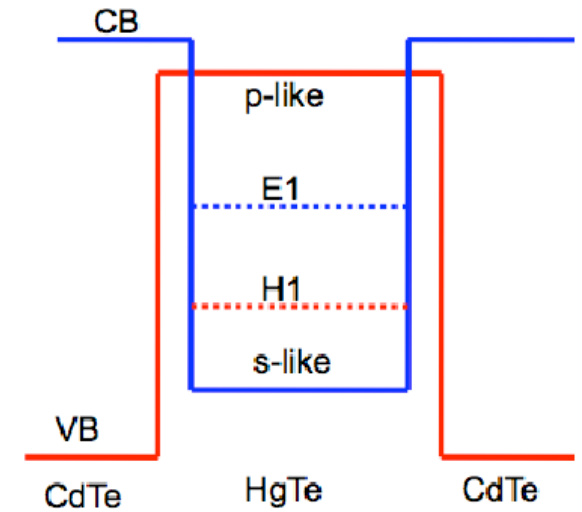 CB
p-like
E1
H1
s-like
VB
CdTe
HgTe
CdTe